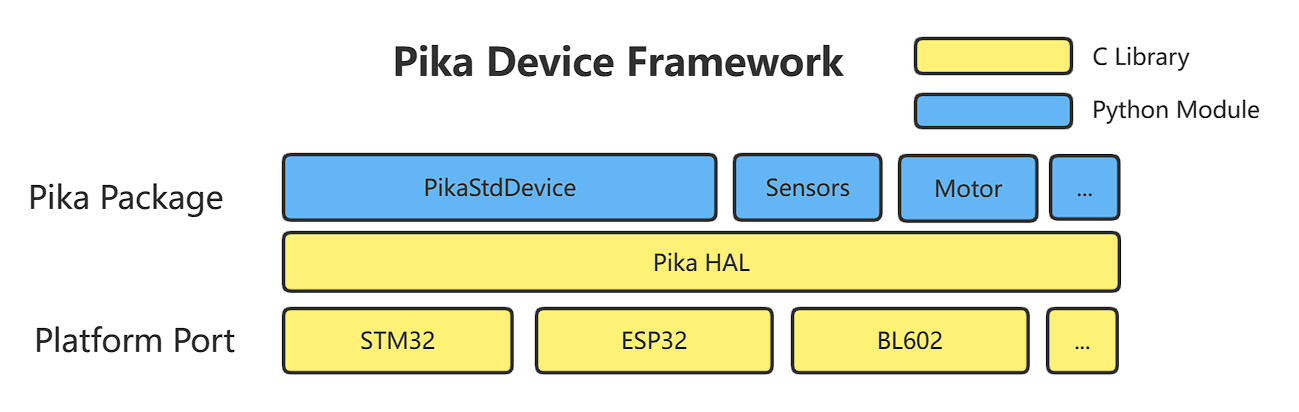 Pika Device Framework
C Library
Python Module
Pika Package
PikaStdDevice
Sensors
Motor
...
Pika HAL
Platform Port
STM32
ESP32
BL602
...